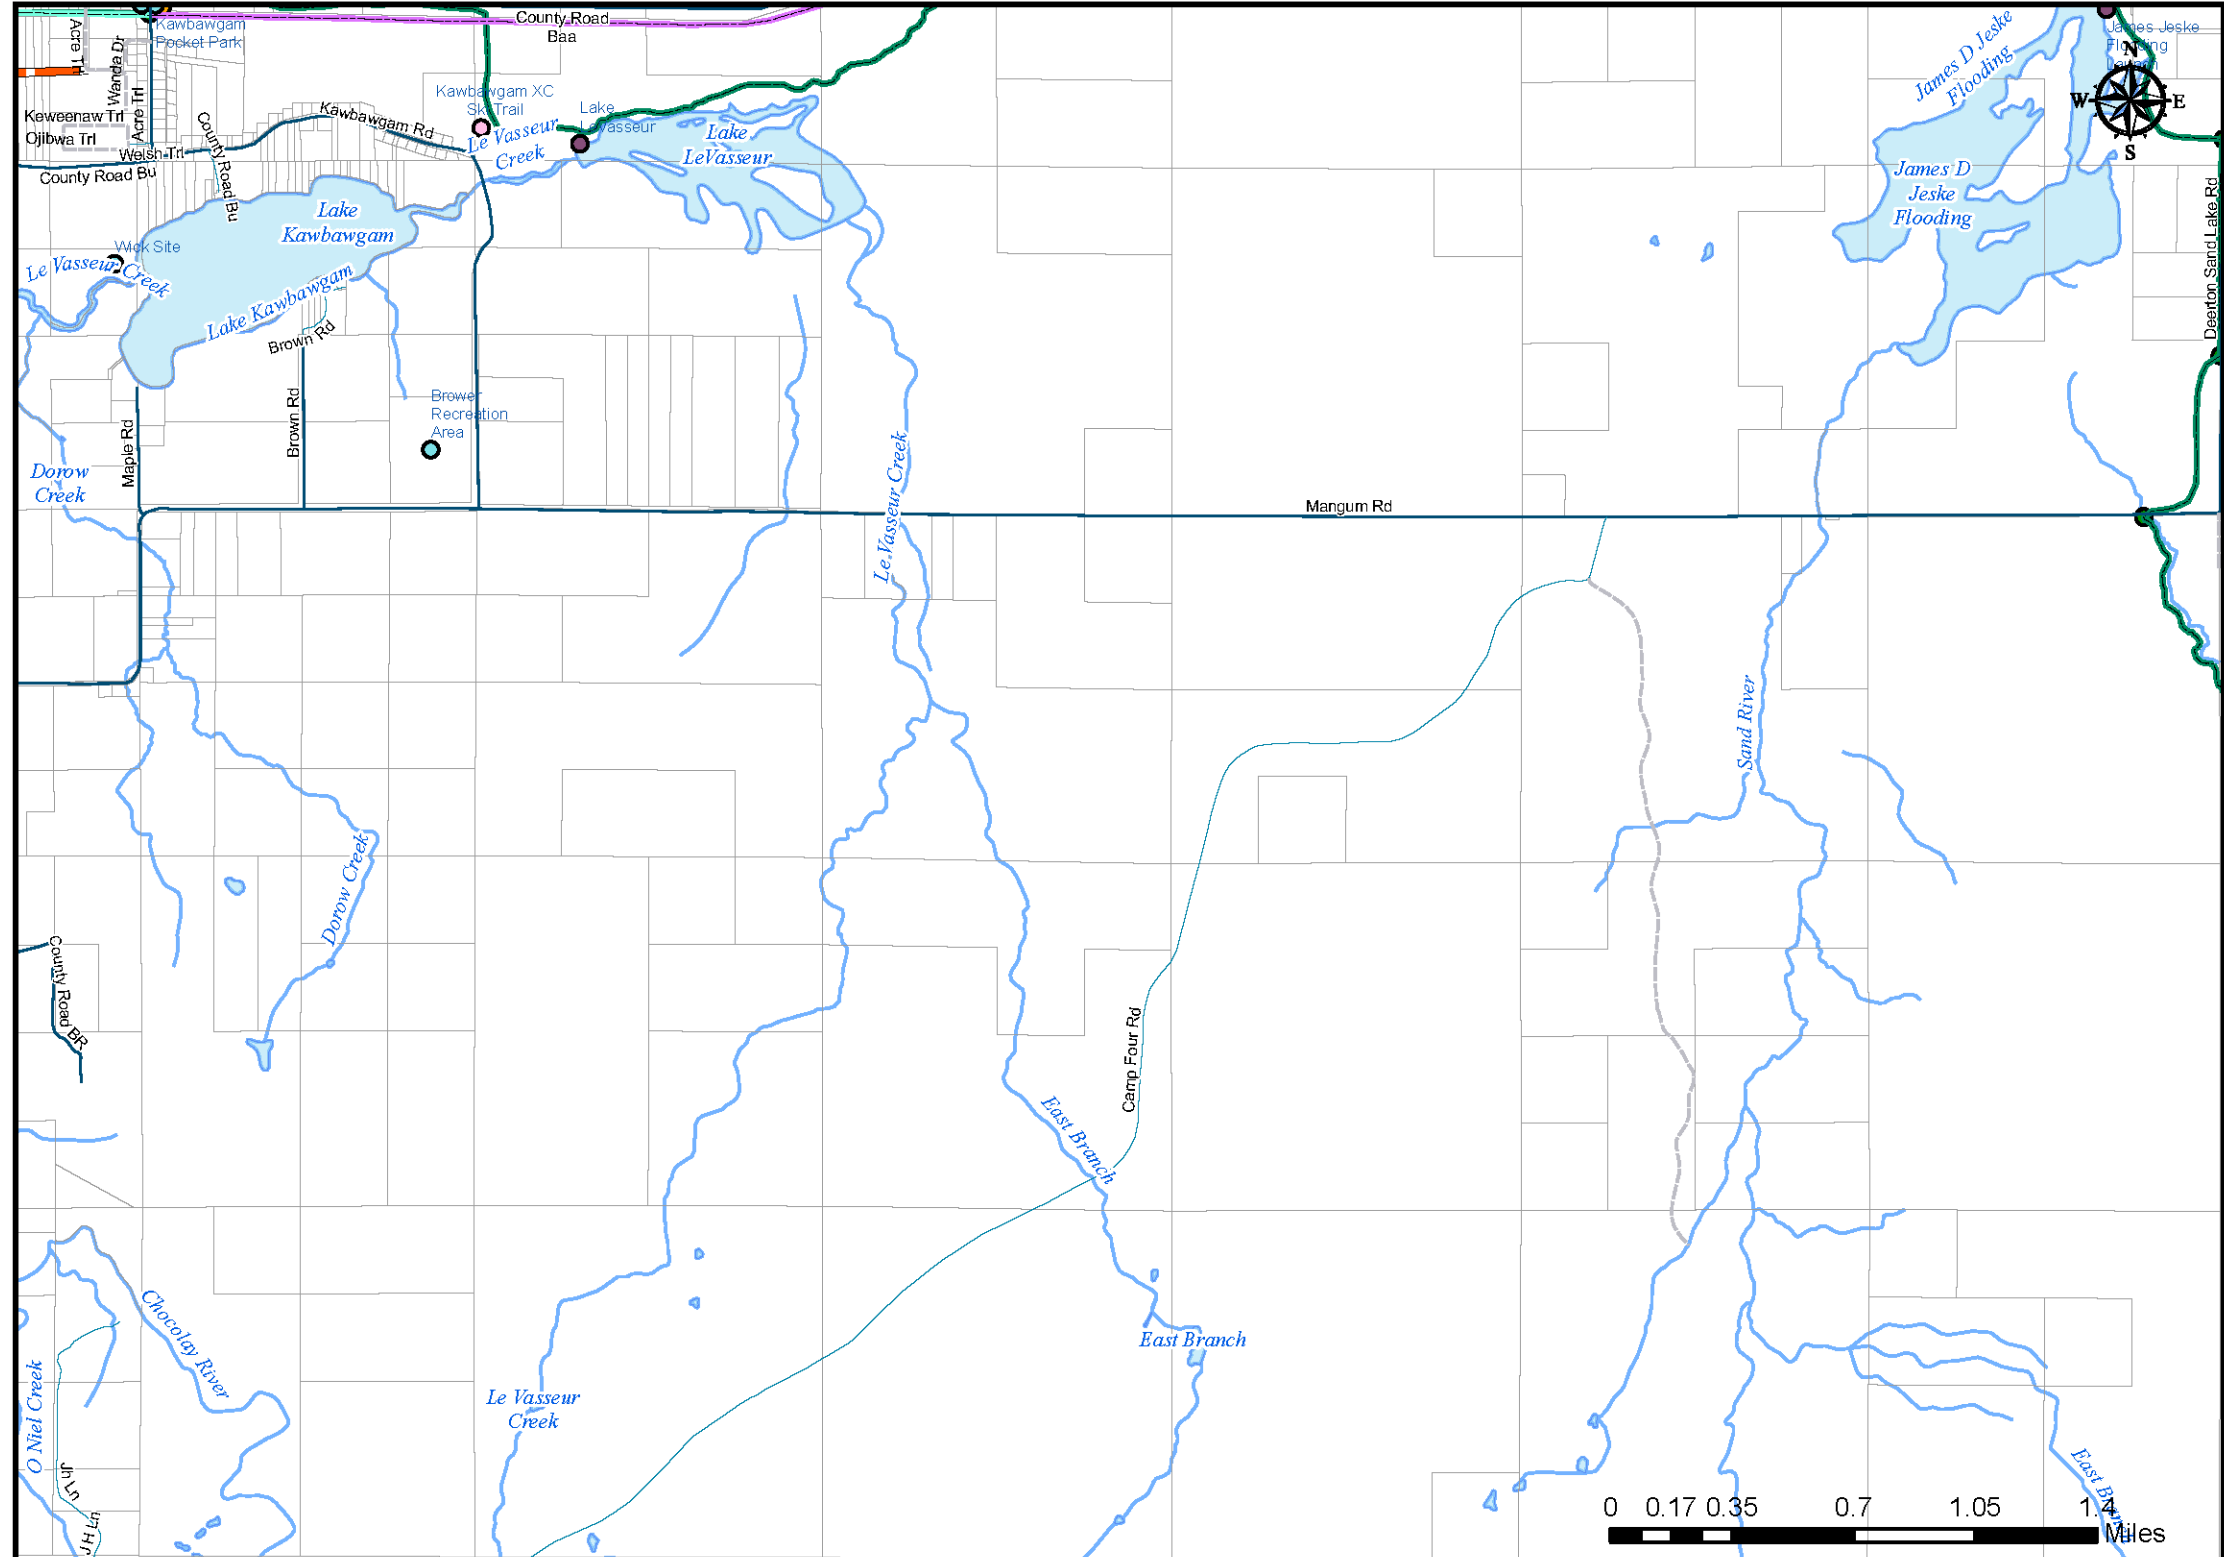 County Road
Baa
Kawbawgam
Pocket Park
Acre Trl
Wanda Dr
Acre Trl
Keweenaw Trl
Ojibwa Trl
Welsh Trl
County Road Bu
County Road Bu
Kawbawgam Rd
Kawbawgam XC
Ski Trail
Le Vasseur
Creek
Lake
LeVasseur
Lake
LeVasseur
James D Jeske
Flooding
James Jeske
Flooding
N
W
E
S
James D
Jeske
Flooding
Deerton Sand Lake Rd
Lake
Kawbawgam
Wick Site
Le Vasseur Creek
Lake Kawbawgam
Brown Rd
Brown Rd
Maple Rd
Brower
Recreation
Area
Dorow
Creek
Le Vasseur Creek
Mangum Rd
Sand River
Dorow Creek
County Road BR
Camp Four Rd
East Branch
East Branch
Chocolay River
O Niel Creek
Le Vasseur
Creek
Jh Ln
J H Ln
East Branch
0 0.17 0.35 0.7 1.05 1.4
Miles